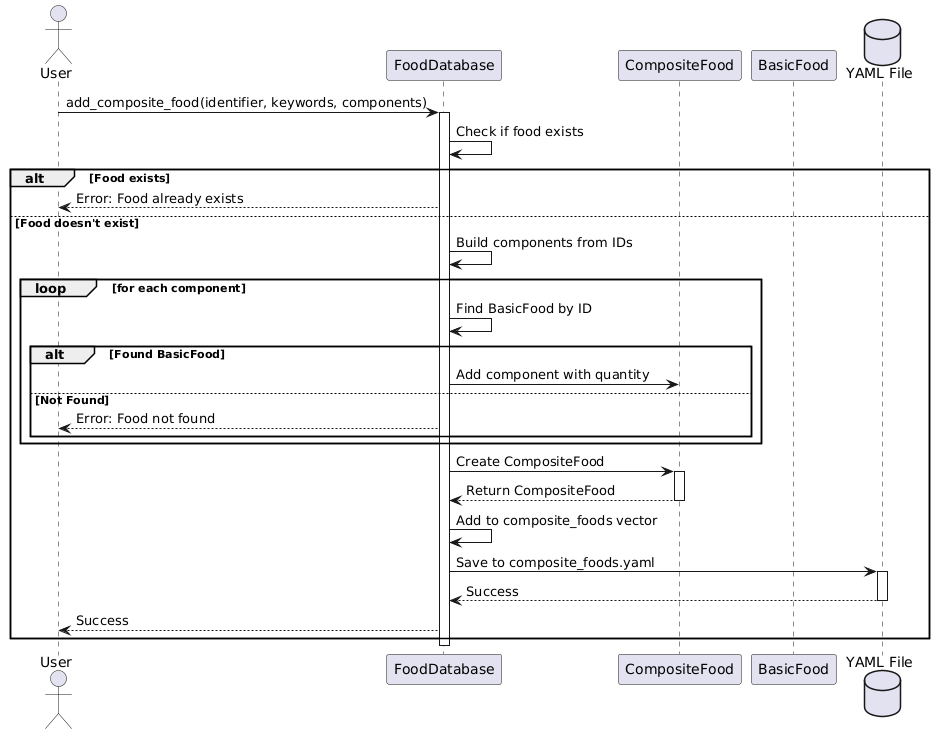 User
FoodDatabase
CompositeFood
BasicFood
YAML File
add_composite_food(identifier, keywords, components)
Check if food exists
alt
[Food exists]
Error: Food already exists
[Food doesn't exist]
Build components from IDs
loop
[for each component]
Find BasicFood by ID
alt
[Found BasicFood]
Add component with quantity
[Not Found]
Error: Food not found
Create CompositeFood
Return CompositeFood
Add to composite_foods vector
Save to composite_foods.yaml
Success
Success
User
FoodDatabase
CompositeFood
BasicFood
YAML File